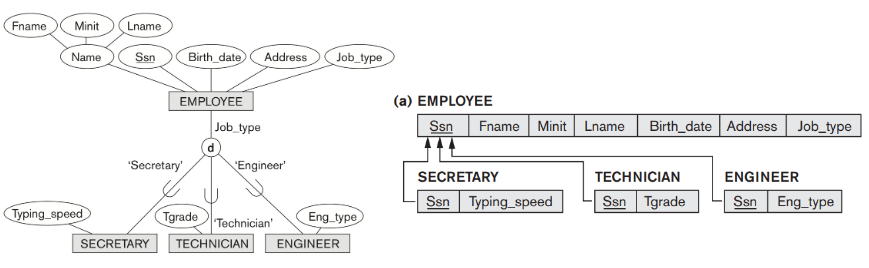 Fname Minit Lname
Name Ssn Birth_date Address Job_type
EMPLOYEE
Job_type
d
'Secretary' 'Engineer'
Typing_speed Tgrade 'Technician' Eng_type
SECRETARY TECHNICIAN ENGINEER
(a) EMPLOYEE
Ssn Fname Minit Lname Birth_date Address Job_type
SECRETARY TECHNICIAN ENGINEER
Ssn Typing_speed Ssn Tgrade Ssn Eng_type